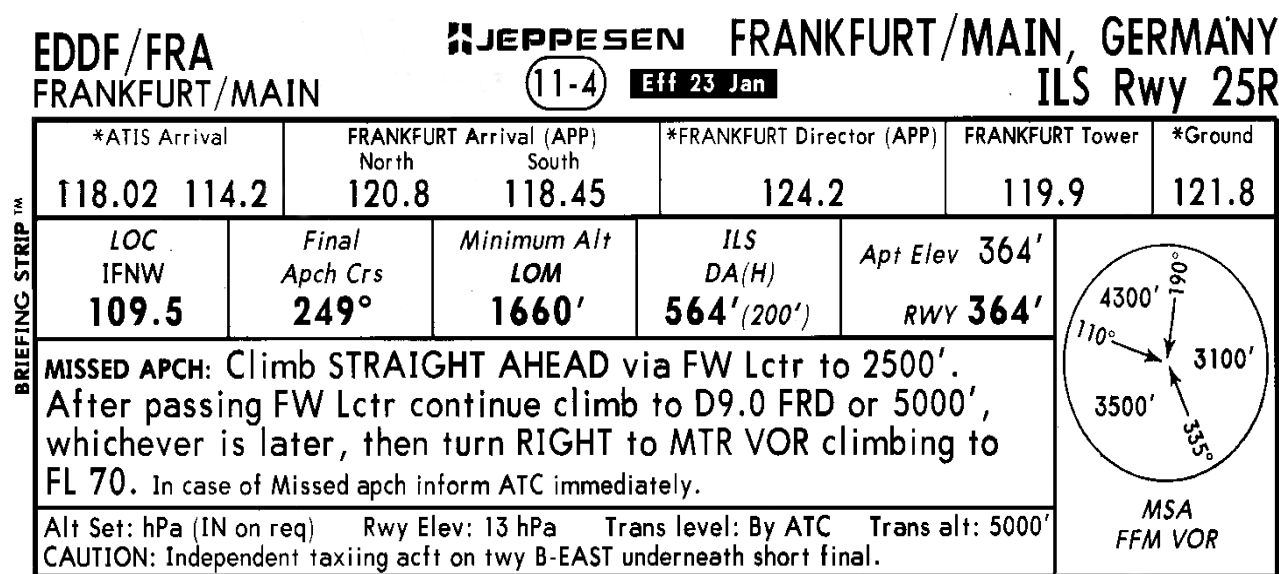 EDDF/FRA
FRANKFURT/MAIN
JEPPESEN
11-4
Eff 23 Jan
FRANKFURT/MAIN, GERMANY
ILS Rwy 25R
BRIEFING STRIP™
*ATIS Arrival
118.02 114.2
FRANKFURT Arrival (APP)
North South
120.8 118.45
*FRANKFURT Director (APP)
124.2
FRANKFURT Tower
119.9
*Ground
121.8
LOC
IFNW
109.5
Final
Apch Crs
249°
Minimum Alt
LOM
1660'
ILS
DA(H)
564'(200')
Apt Elev 364'
RWY 364'
MISSED APCH: Climb STRAIGHT AHEAD via FW Lctr to 2500'.
After passing FW Lctr continue climb to D9.0 FRD or 5000',
whichever is later, then turn RIGHT to MTR VOR climbing to
FL 70. In case of Missed apch inform ATC immediately.
Alt Set: hPa (IN on req) Rwy Elev: 13 hPa Trans level: By ATC Trans alt: 5000'
CAUTION: Independent taxiing acft on twy B-EAST underneath short final.
4300'
190°
110°
3100'
3500'
335°
MSA
FFM VOR